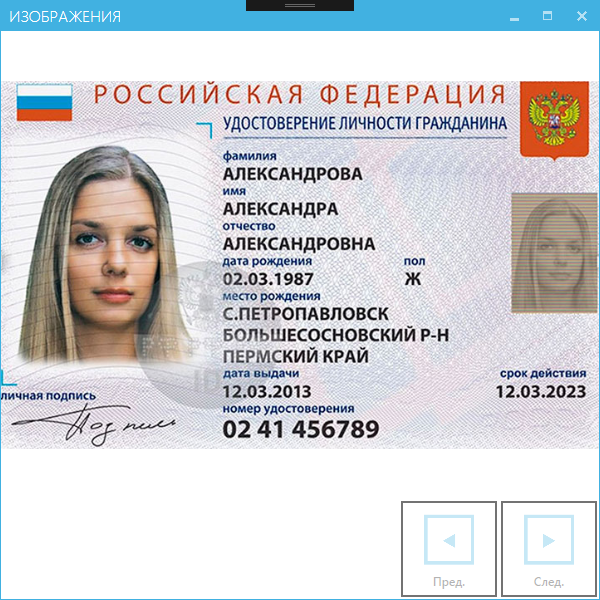 ИЗОБРАЖЕНИЯ
РОССИЙСКАЯ ФЕДЕРАЦИЯ
УДОСТОВЕРЕНИЕ ЛИЧНОСТИ ГРАЖДАНИНА
фамилия
АЛЕКСАНДРОВА
имя
АЛЕКСАНДРА
отчество
АЛЕКСАНДРОВНА
дата рождения пол
02.03.1987 Ж
место рождения
С.ПЕТРОПАВЛОВСК
БОЛЬШЕСОСНОВСКИЙ Р-Н
ПЕРМСКИЙ КРАЙ
дата выдачи срок действия
12.03.2013 12.03.2023
личная подпись
номер удостоверения
02 41 456789
Подпись
Пред. След.